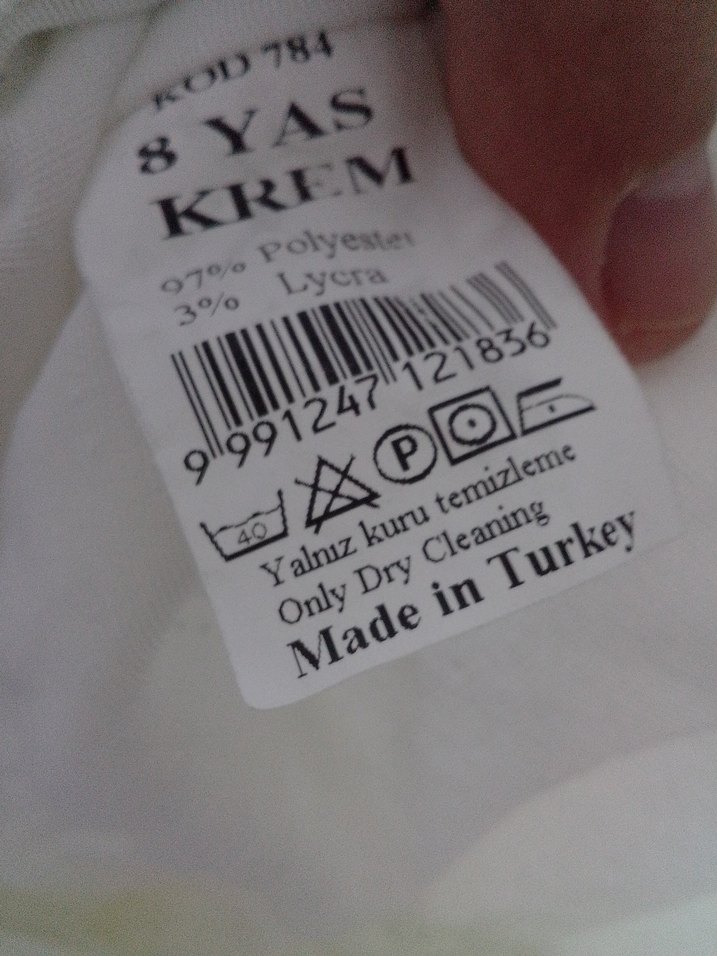 KOD 784
8 YAS
KREM
97% Polyester
3% Lycra
9 991247 121836
40 P
Yalnız kuru temizleme
Only Dry Cleaning
Made in Turkey